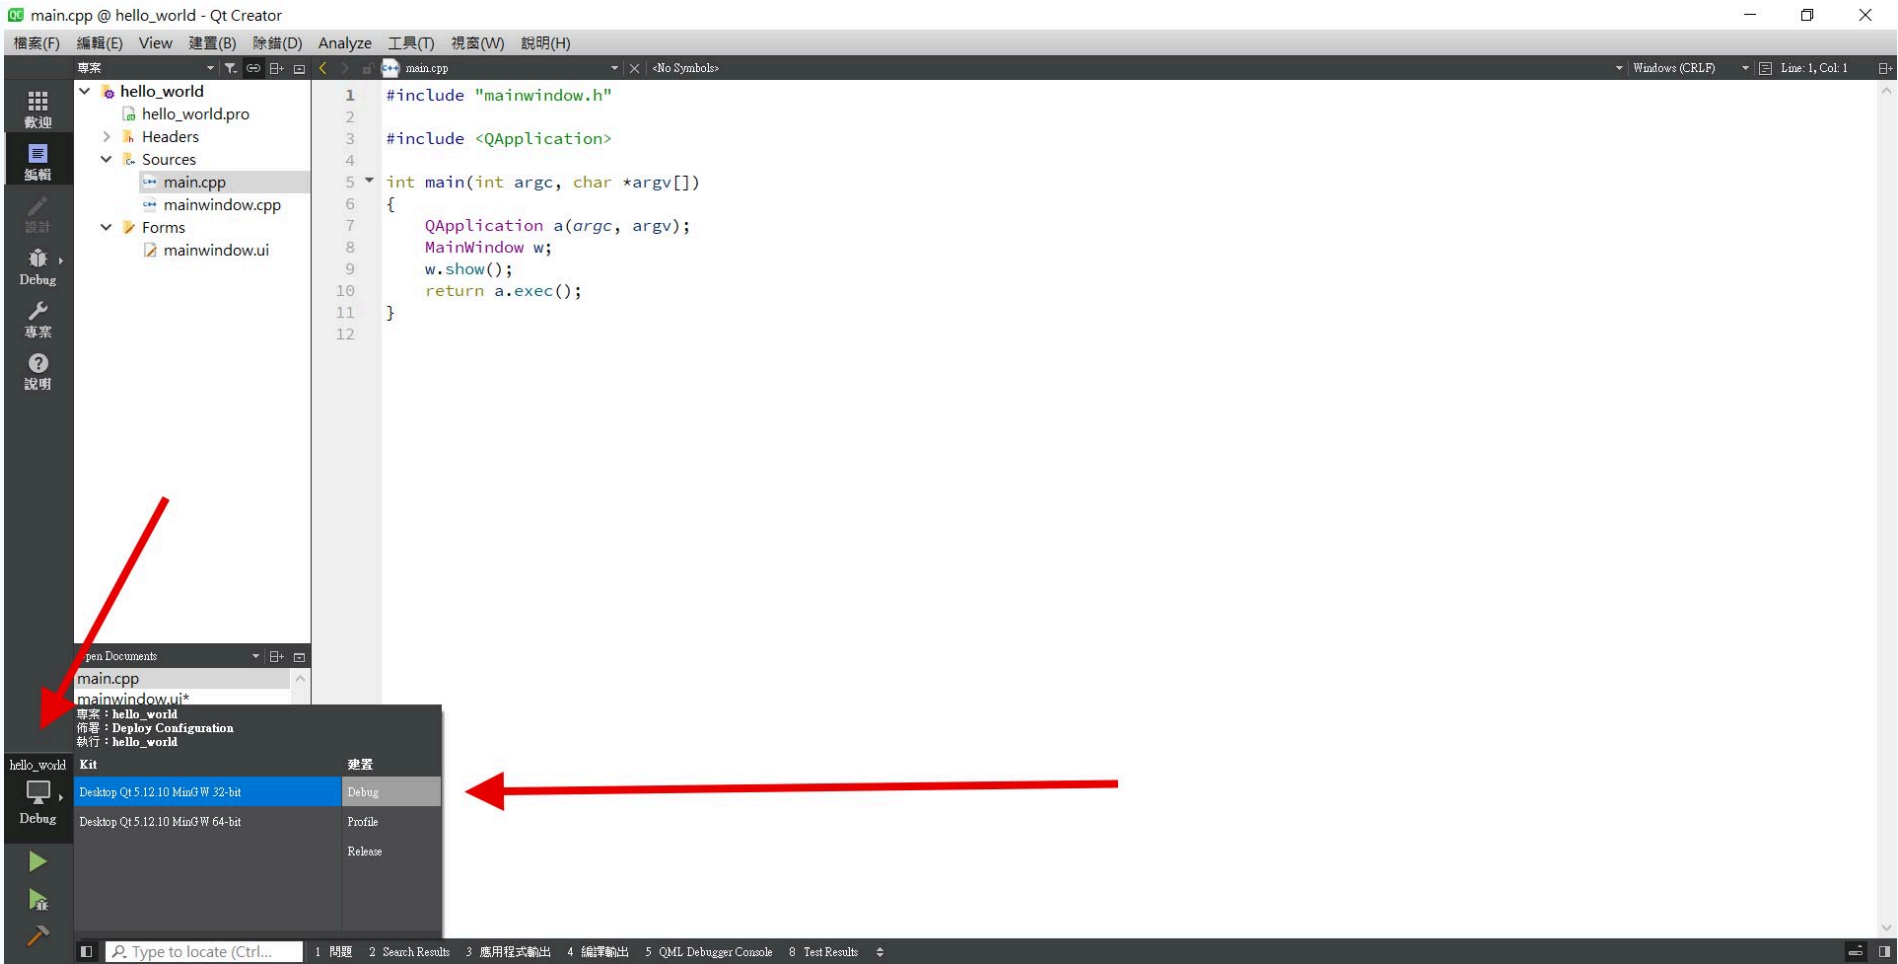 main.cpp @ hello_world - Qt Creator
檔案(F) 編輯(E) View 建置(B) 除錯(D) Analyze 工具(T) 視窗(W) 說明(H)
專案 main.cpp <No Symbols> Windows (CRLF) Line: 1, Col: 1
歡迎
編輯
設計
Debug
專案
說明
hello_world
hello_world.pro
Headers
Sources
main.cpp
mainwindow.cpp
Forms
mainwindow.ui
1 #include "mainwindow.h"
2
3 #include <QApplication>
4
5 int main(int argc, char *argv[])
6 {
7 QApplication a(argc, argv);
8 MainWindow w;
9 w.show();
10 return a.exec();
11 }
12
pen Documents
main.cpp
mainwindow.ui*
專案：hello_world
佈署：Deploy Configuration
執行：hello_world
hello_world
Debug
Kit 建置
Desktop Qt 5.12.10 MinGW 32-bit Debug
Desktop Qt 5.12.10 MinGW 64-bit Profile
Release
Type to locate (Ctrl... 1 問題 2 Search Results 3 應用程式輸出 4 編譯輸出 5 QML Debugger Console 8 Test Results